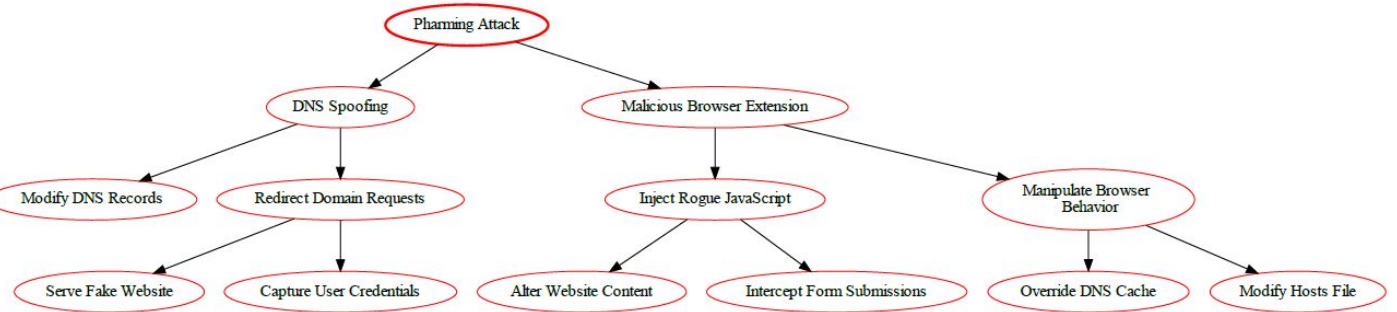 Pharming Attack
DNS Spoofing
Malicious Browser Extension
Modify DNS Records
Redirect Domain Requests
Inject Rogue JavaScript
Manipulate Browser
Behavior
Serve Fake Website
Capture User Credentials
Alter Website Content
Intercept Form Submissions
Override DNS Cache
Modify Hosts File